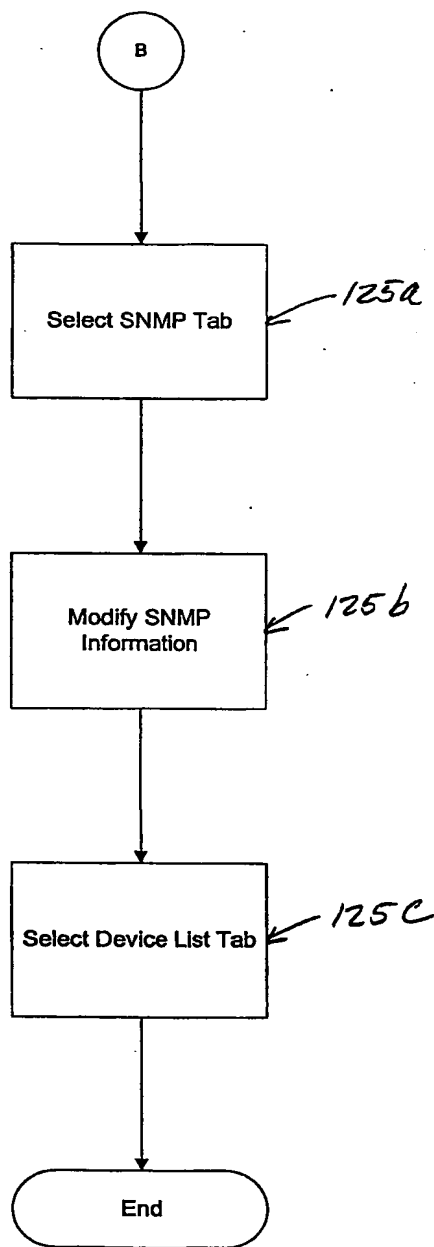 B
Select SNMP Tab
125a
Modify SNMP
Information
125b
Select Device List Tab
125c
End